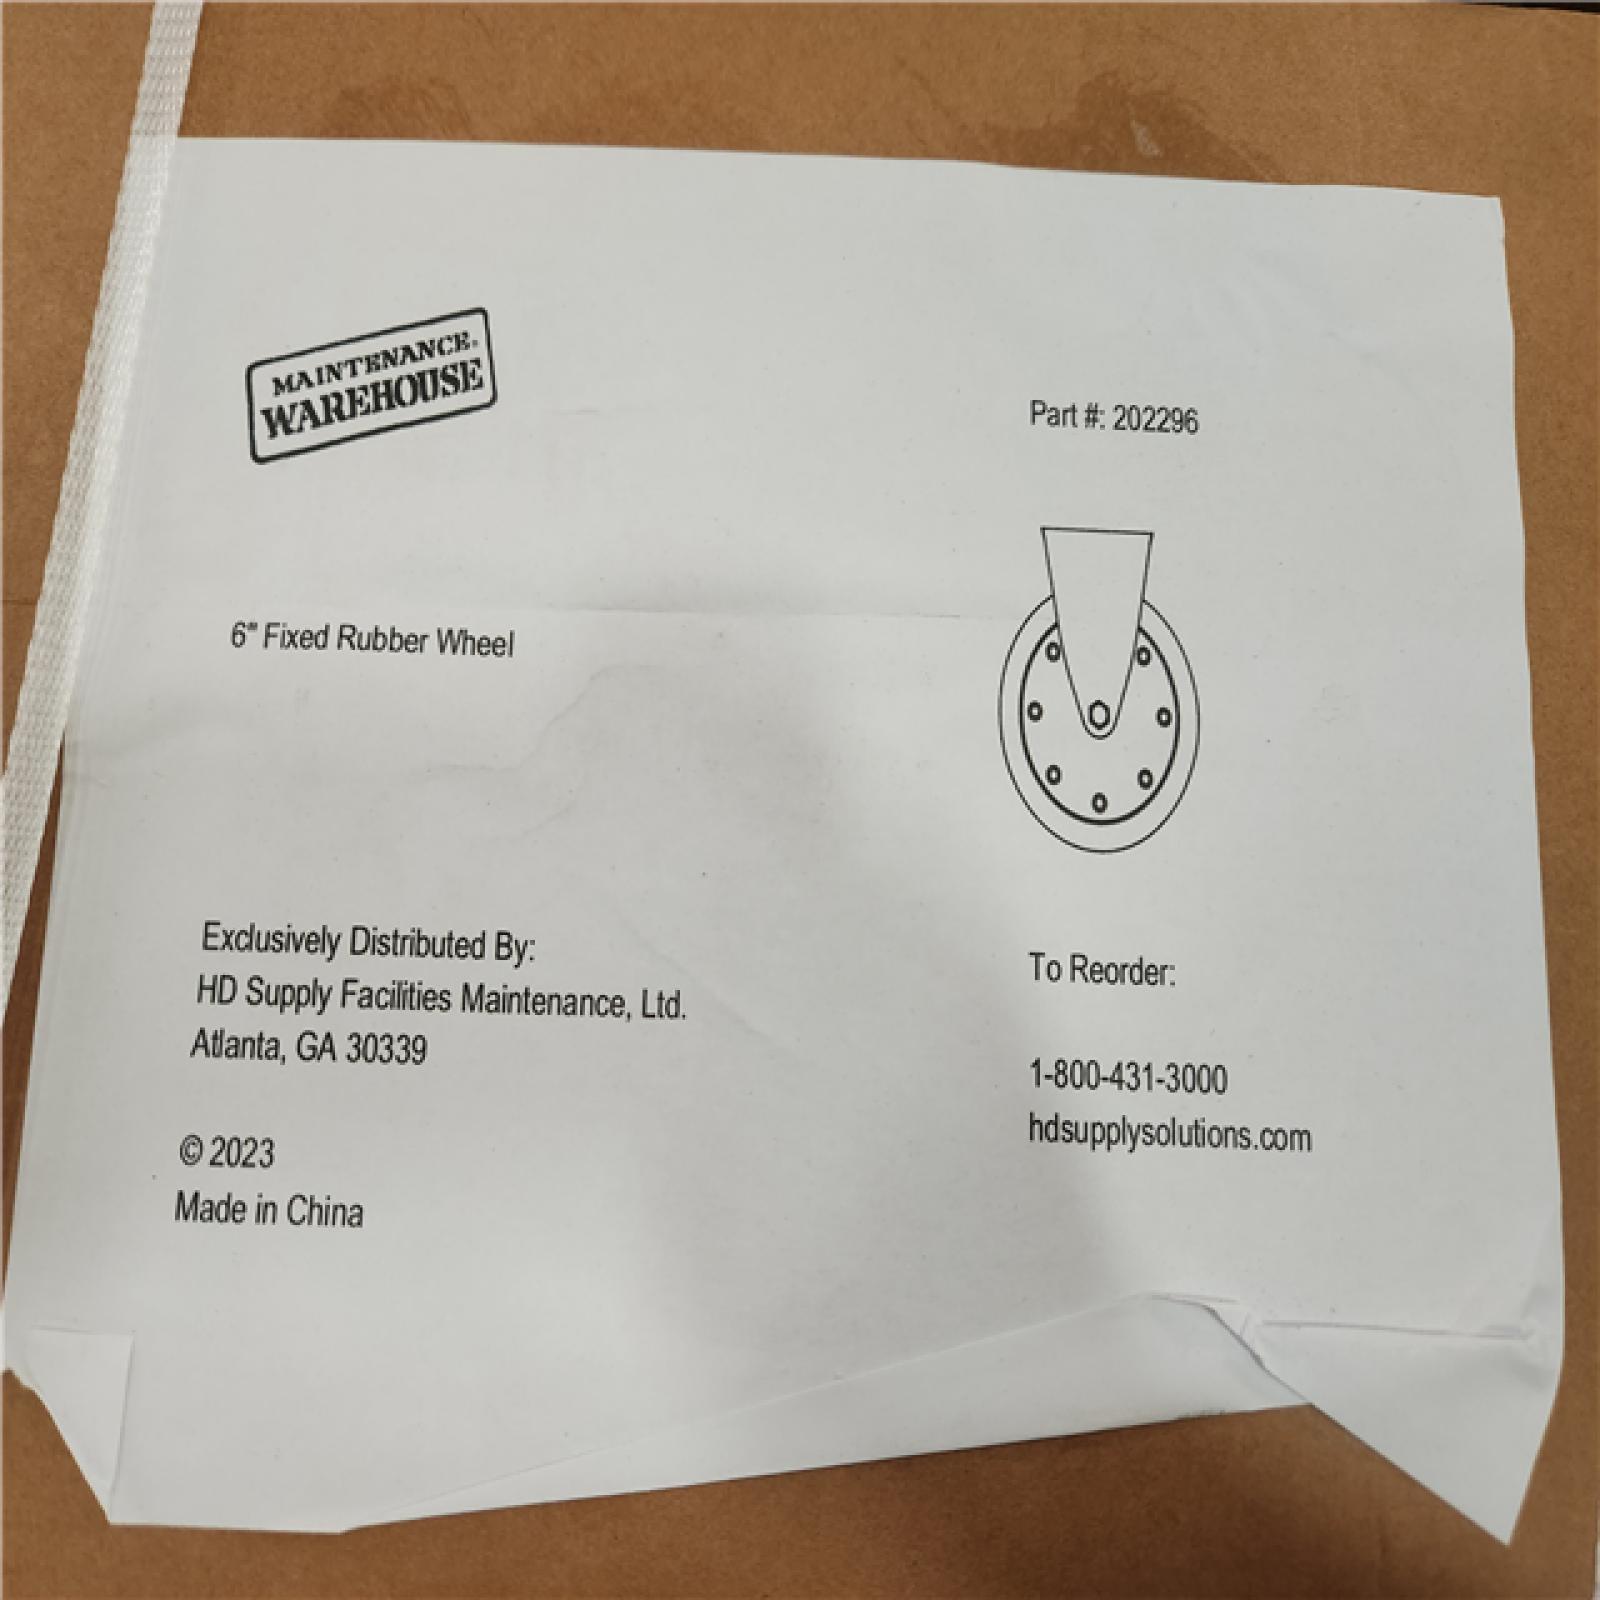 MAINTENANCE
WAREHOUSE
Part #: 202296
6" Fixed Rubber Wheel
Exclusively Distributed By:
HD Supply Facilities Maintenance, Ltd.
Atlanta, GA 30339
© 2023
Made in China
To Reorder:
1-800-431-3000
hdsupplysolutions.com